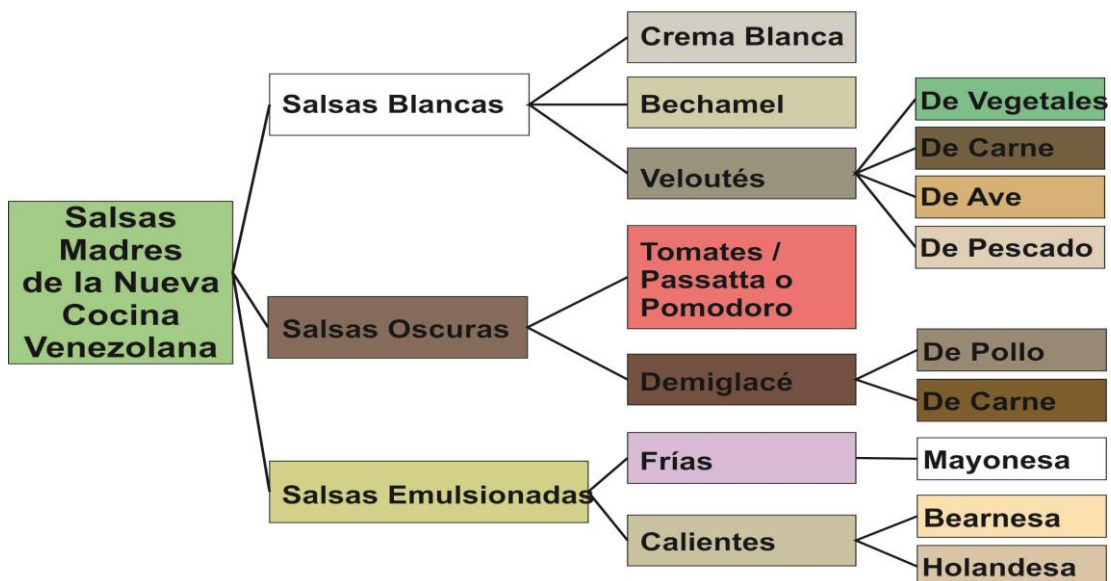 Salsas
Madres
de la Nueva
Cocina
Venezolana
Salsas Blancas
Crema Blanca
Bechamel
Veloutés
De Vegetales
De Carne
De Ave
De Pescado
Salsas Oscuras
Tomates /
Passatta o
Pomodoro
Demiglacé
De Pollo
De Carne
Salsas Emulsionadas
Frías
Mayonesa
Calientes
Bearnesa
Holandesa